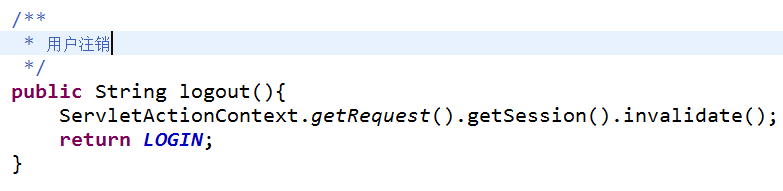 /**
 * 用户注销
 */
public String logout(){
    ServletActionContext.getRequest().getSession().invalidate();
    return LOGIN;
}